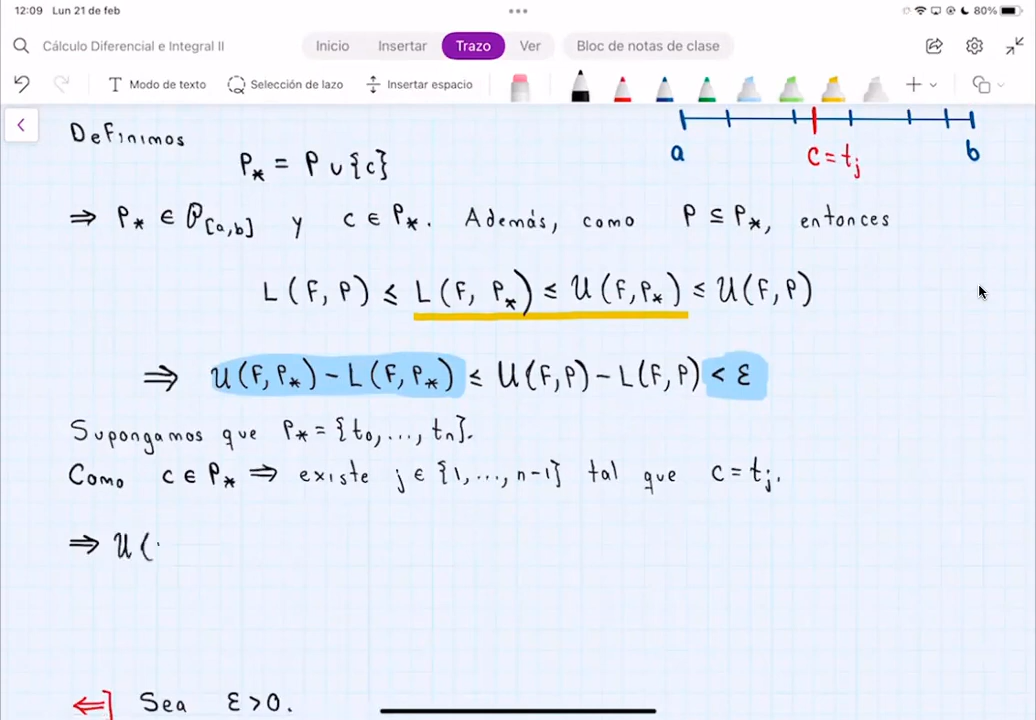 12:09 Lun 21 de feb 80%
Cálculo Diferencial e Integral II Inicio Insertar Trazo Ver Bloc de notas de clase
Modo de texto Selección de lazo Insertar espacio
Definimos
P* = P ∪ {c}
a c = tj b
⇒ P* ∈ P[a,b] y c ∈ P*. Además, como P ⊆ P*, entonces
L(F, P) ≤ L(F, P*) ≤ U(F, P*) ≤ U(F, P)
⇒ U(F, P*) - L(F, P*) ≤ U(F, P) - L(F, P) < ε
Supongamos que P* = {t0, ..., tn}.
Como c ∈ P* ⇒ existe j ∈ {1, ..., n-1} tal que c = tj.
⇒ U(
⇐] Sea ε > 0.